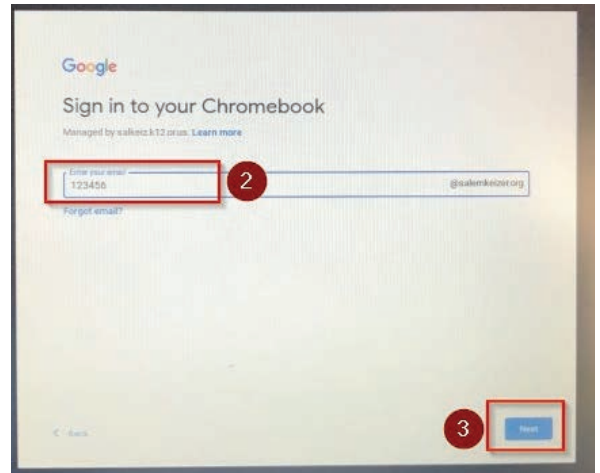 Google
Sign in to your Chromebook
Managed by salkeiz.k12.or.us. Learn more
Enter your email
123456
2
@salemkeizer.org
Forgot email?
3
Next
Back